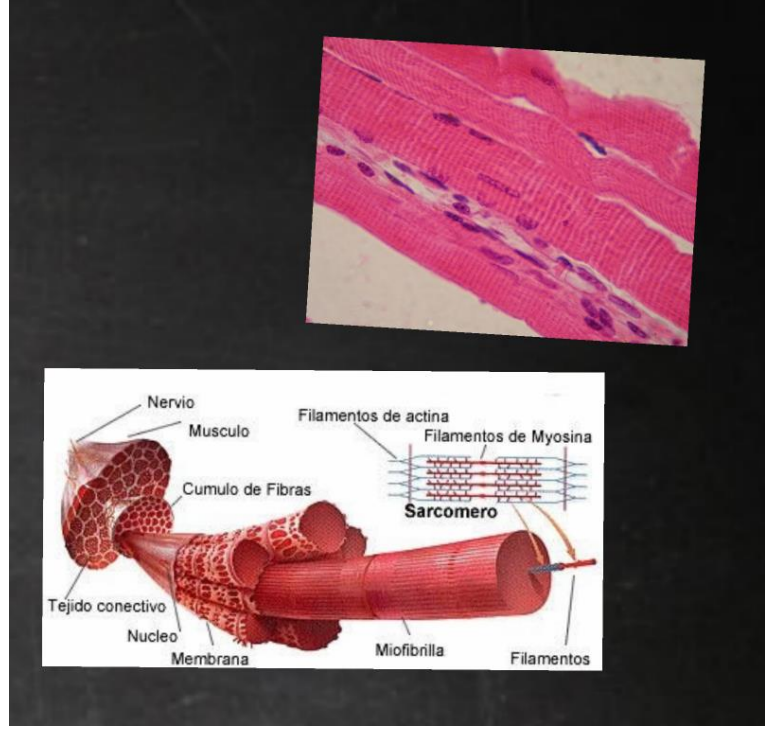 Nervio
Musculo
Filamentos de actina
Filamentos de Myosina
Cumulo de Fibras
Sarcomero
Tejido conectivo
Nucleo
Membrana
Miofibrilla
Filamentos